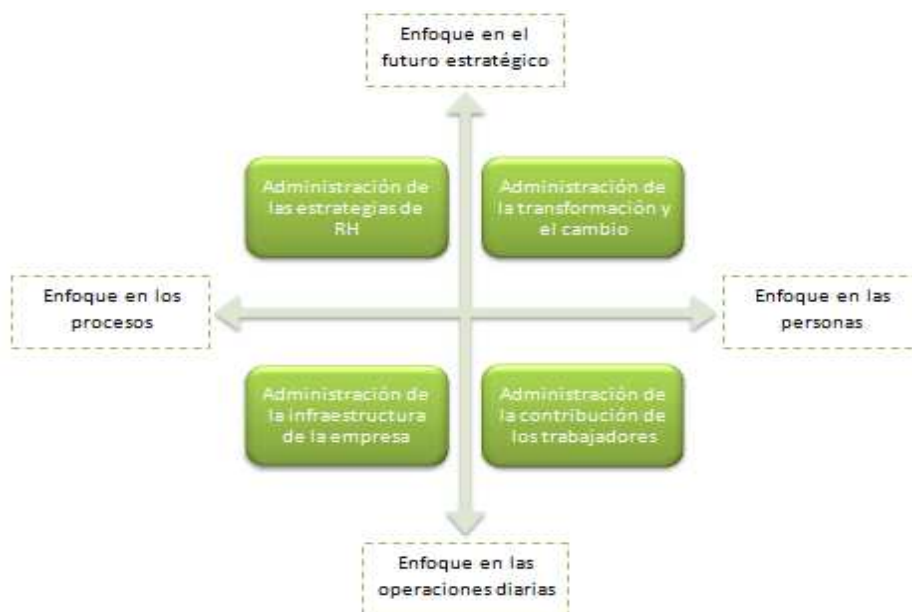 Enfoque en el
futuro estratégico
Administración de
las estrategias de
RH
Administración de
la transformación y
el cambio
Enfoque en los
procesos
Enfoque en las
personas
Administración de
la infraestructura
de la empresa
Administración de
la contribución de
los trabajadores
Enfoque en las
operaciones diarias